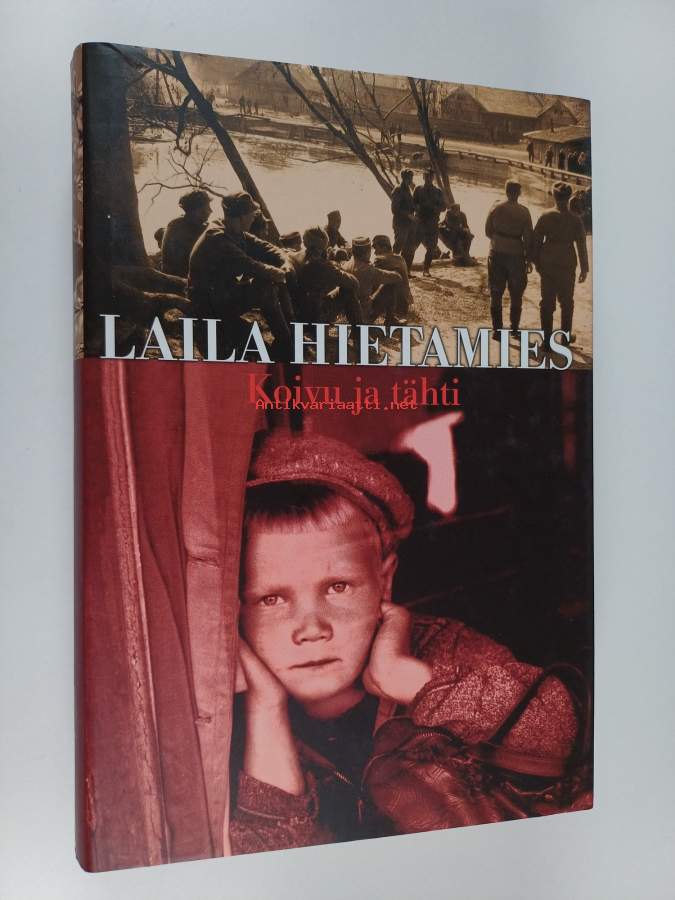 LAILA HIETAMIES
Koivu ja tähti
Antikvariaatti.net